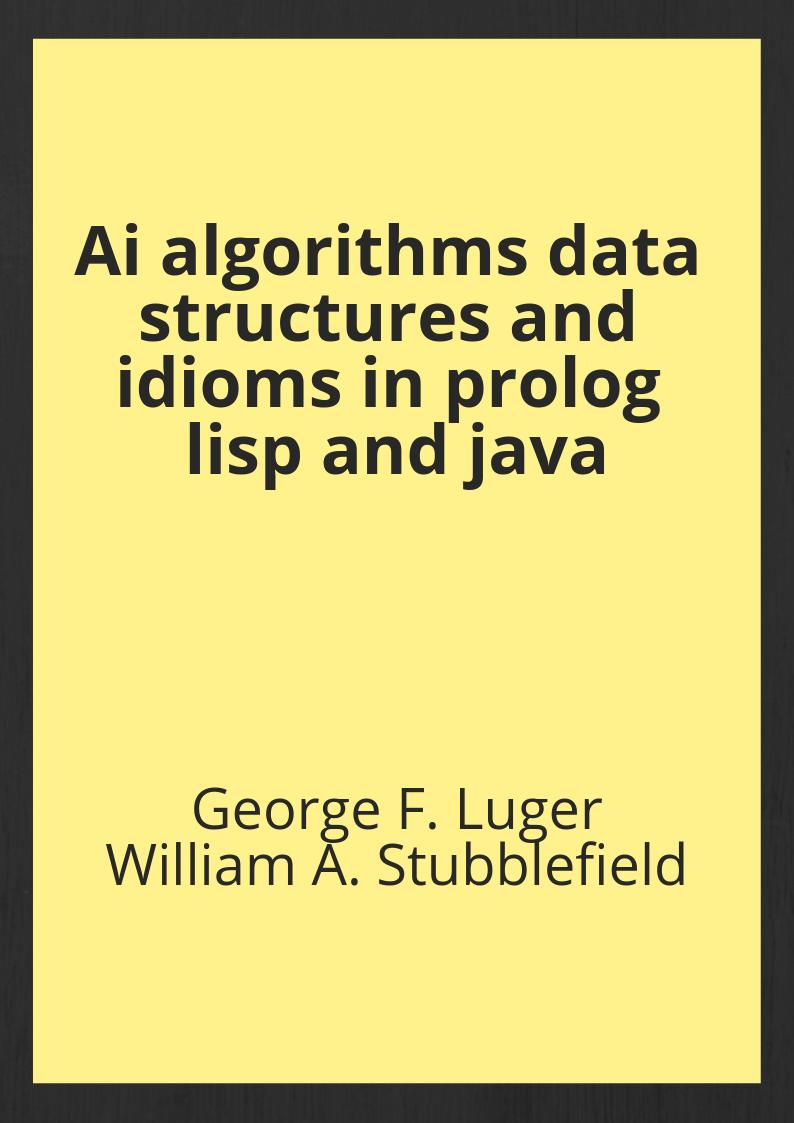 Ai algorithms data
structures and
idioms in prolog
lisp and java
George F. Luger
William A. Stubblefield